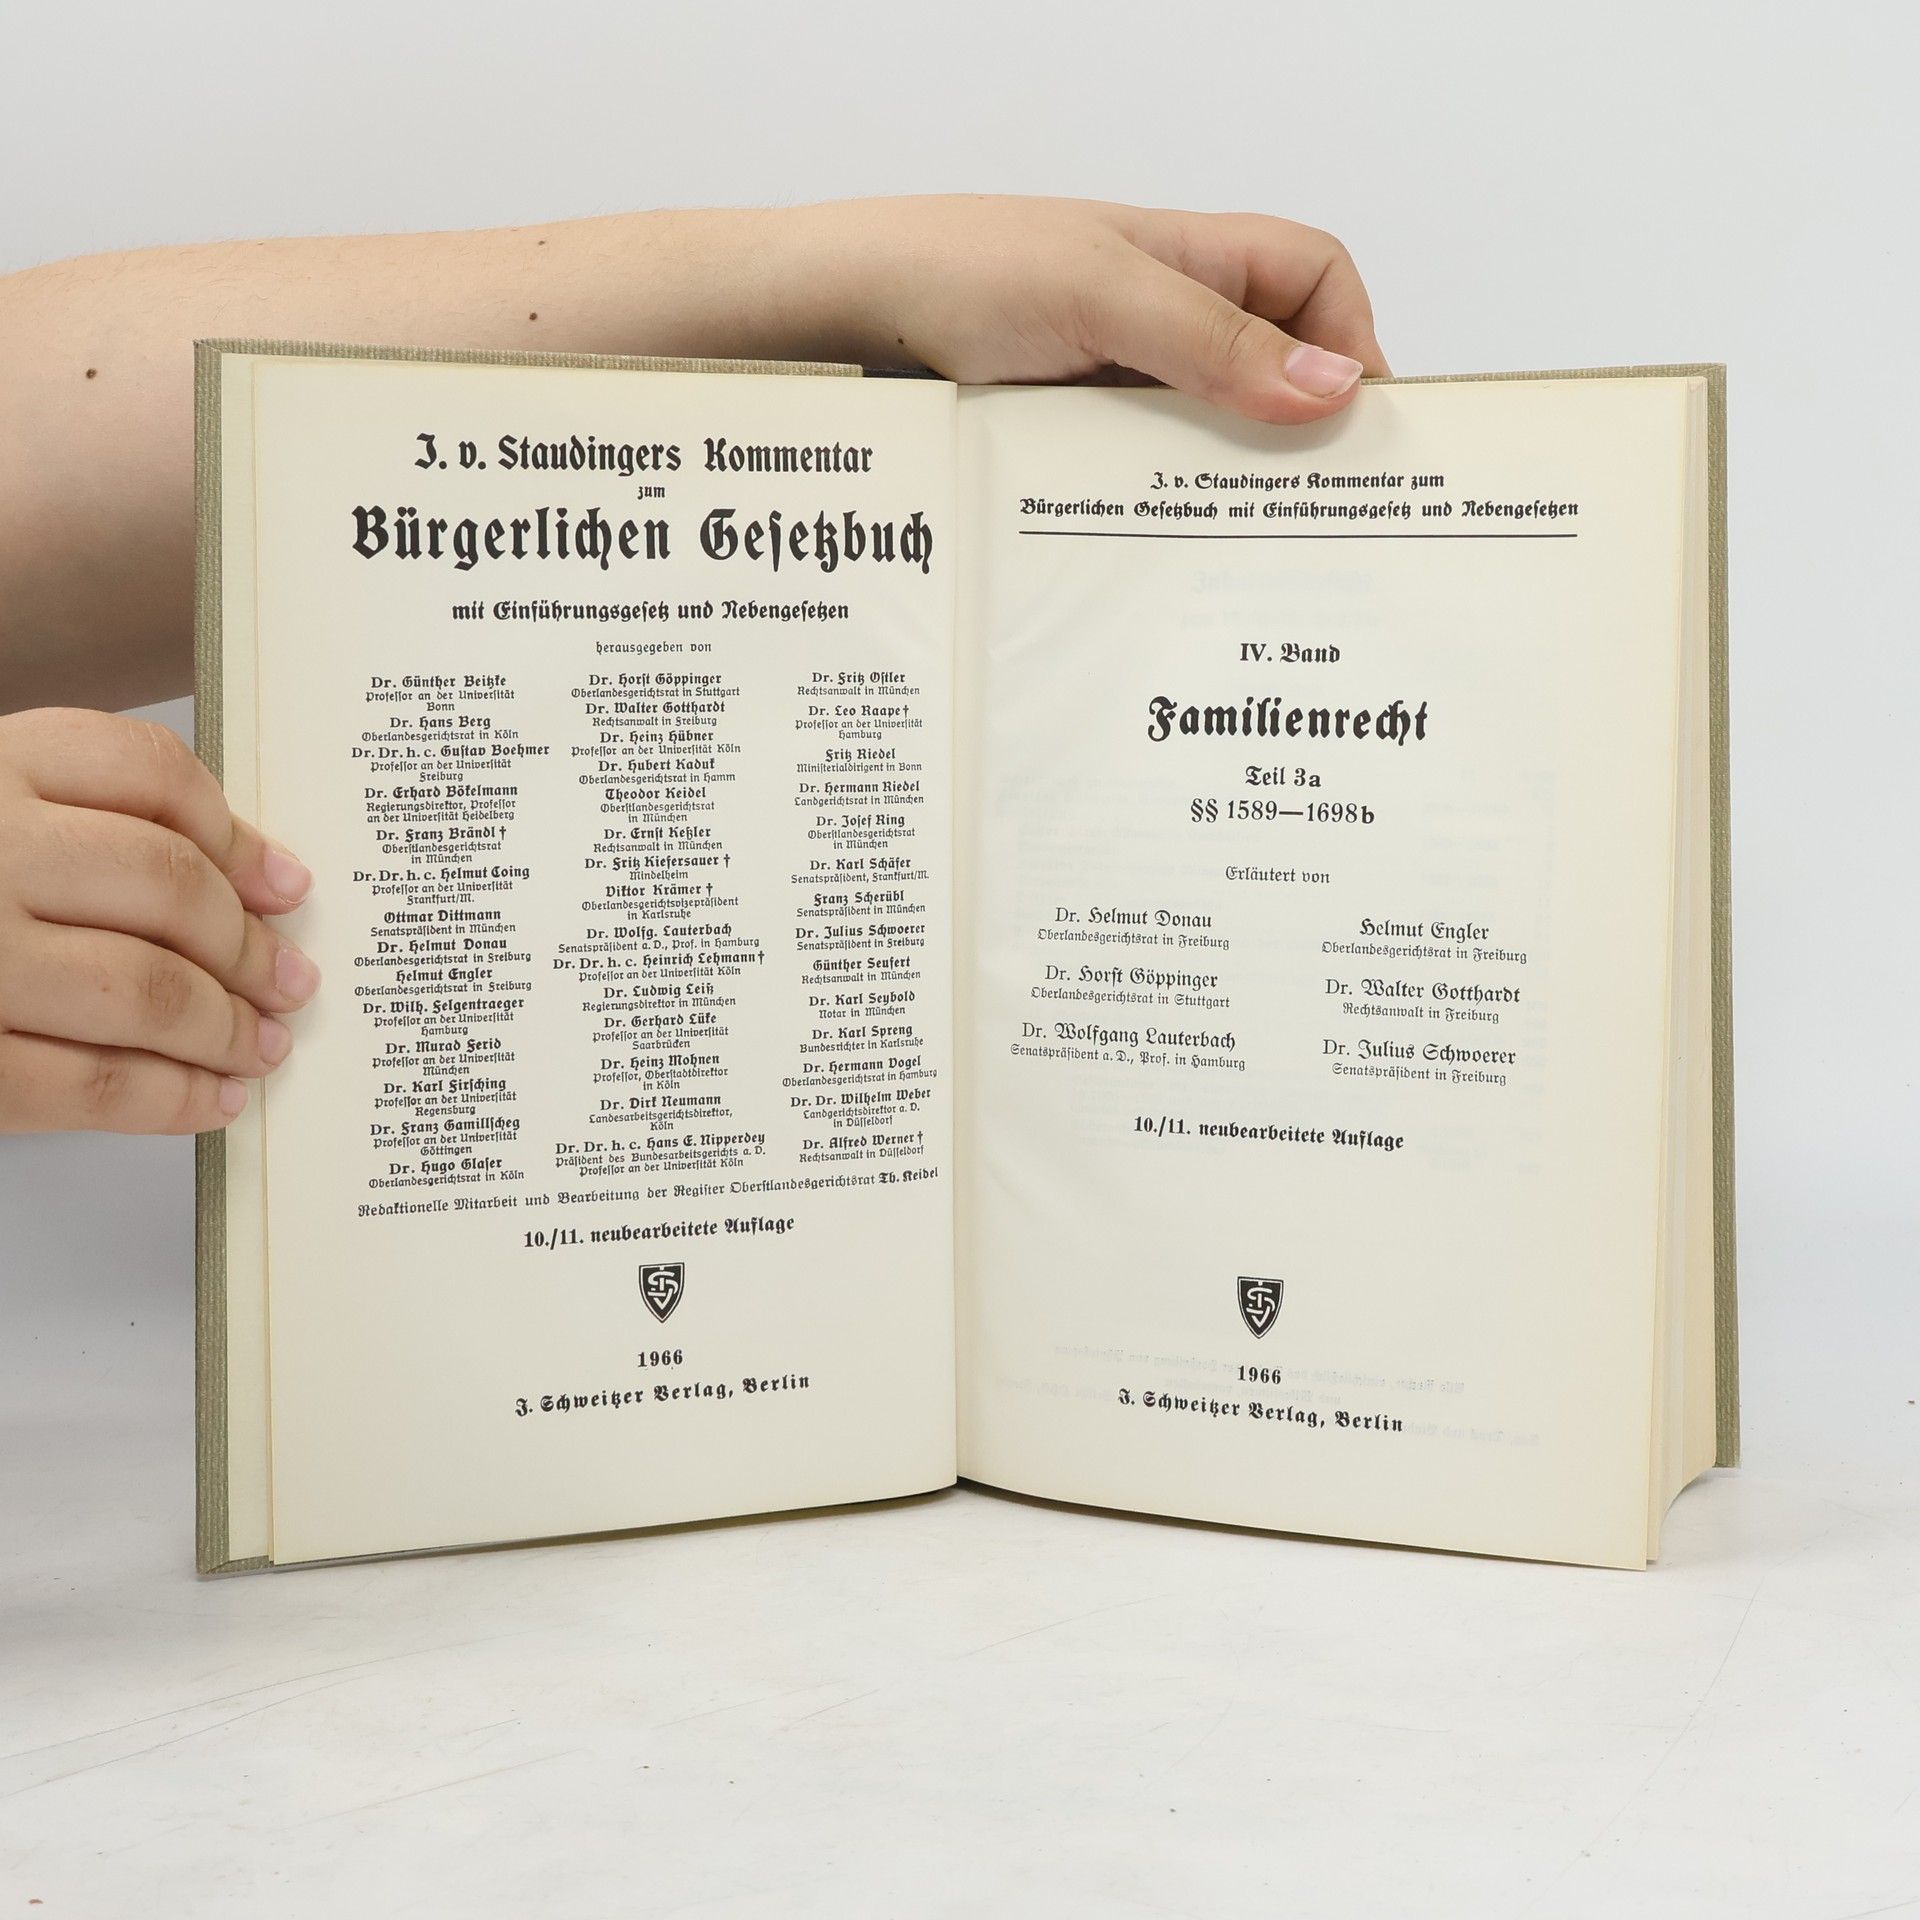 J. v. Staudingers Kommentar
zum
Bürgerlichen Gesetzbuch
mit Einführungsgesetz und Nebengesetzen
herausgegeben von
Dr. Günther Beitzke
Professor an der Universität
Bonn
Dr. Hans Berg
Oberlandesgerichtsrat in Köln
Dr. Dr. h. c. Gustav Boehmer
Professor an der Universität
Freiburg
Dr. Erhard Bökelmann
Regierungsdirektor, Professor
an der Universität Heidelberg
Dr. Franz Brändl †
Oberstlandesgerichtsrat
in München
Dr. Dr. h. c. Helmut Coing
Professor an der Universität
Frankfurt/M.
Ottmar Dittmann
Senatspräsident in München
Dr. Helmut Donau
Oberlandesgerichtsrat in Freiburg
Helmut Engler
Oberlandesgerichtsrat in Freiburg
Dr. Wilh. Felgentraeger
Professor an der Universität
Hamburg
Dr. Murad Ferid
Professor an der Universität
München
Dr. Karl Firsching
Professor an der Universität
Regensburg
Dr. Franz Gamillscheg
Professor an der Universität
Göttingen
Dr. Hugo Glaser
Oberlandesgerichtsrat in Köln
Dr. Horst Göppinger
Oberlandesgerichtsrat in Stuttgart
Dr. Walter Gotthardt
Rechtsanwalt in Freiburg
Dr. Heinz Hübner
Professor an der Universität Köln
Dr. Hubert Kaduk
Oberlandesgerichtsrat in Hamm
Theodor Keidel
Oberstlandesgerichtsrat
in München
Dr. Ernst Keßler
Rechtsanwalt in München
Dr. Fritz Kiefersauer †
Mindelheim
Viktor Krämer †
Oberlandesgerichtsvizepräsident
in Karlsruhe
Dr. Wolfg. Lauterbach
Senatspräsident a. D., Prof. in Hamburg
Dr. Dr. h. c. Heinrich Lehmann †
Professor an der Universität Köln
Dr. Ludwig Leiß
Regierungsdirektor in München
Dr. Gerhard Lüke
Professor an der Universität
Saarbrücken
Dr. Heinz Mohnen
Professor, Oberstadtdirektor
in Köln
Dr. Dirk Neumann
Landesarbeitsgerichtsdirektor,
Köln
Dr. Dr. h. c. Hans C. Nipperdey
Präsident des Bundesarbeitsgerichts a. D.
Professor an der Universität Köln
Dr. Fritz Ostler
Rechtsanwalt in München
Dr. Leo Raape †
Professor an der Universität
Hamburg
Fritz Riedel
Ministerialdirigent in Bonn
Dr. Hermann Riedel
Landgerichtsrat in München
Dr. Josef Ring
Oberstlandesgerichtsrat
in München
Dr. Karl Schäfer
Senatspräsident, Frankfurt/M.
Franz Scherübl
Senatspräsident in München
Dr. Julius Schwoerer
Senatspräsident in Freiburg
Günther Seufert
Rechtsanwalt in München
Dr. Karl Seybold
Notar in München
Dr. Karl Spreng
Bundesrichter in Karlsruhe
Dr. Hermann Vogel
Oberlandesgerichtsrat in Hamburg
Dr. Dr. Wilhelm Weber
Landgerichtsdirektor a. D.
in Düsseldorf
Dr. Alfred Werner †
Rechtsanwalt in Düsseldorf
Redaktionelle Mitarbeit und Bearbeitung der Register Oberstlandesgerichtsrat Th. Keidel
10./11. neubearbeitete Auflage
1966
J. Schweitzer Verlag, Berlin
J. v. Staudingers Kommentar zum
Bürgerlichen Gesetzbuch mit Einführungsgesetz und Nebengesetzen
IV. Band
Familienrecht
Teil 3a
§§ 1589—1698b
Erläutert von
Dr. Helmut Donau
Oberlandesgerichtsrat in Freiburg
Dr. Horst Göppinger
Oberlandesgerichtsrat in Stuttgart
Dr. Wolfgang Lauterbach
Senatspräsident a. D., Prof. in Hamburg
Helmut Engler
Oberlandesgerichtsrat in Freiburg
Dr. Walter Gotthardt
Rechtsanwalt in Freiburg
Dr. Julius Schwoerer
Senatspräsident in Freiburg
10./11. neubearbeitete Auflage
1966
J. Schweitzer Verlag, Berlin